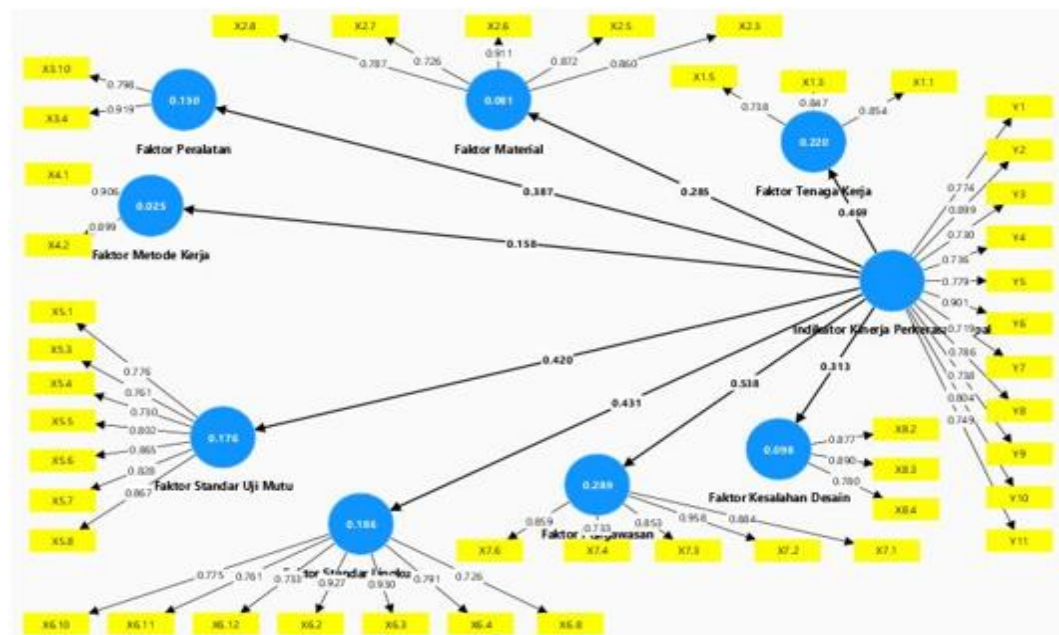 X2.8
X2.7
X2.6
X2.5
X2.3
0.787
0.726
0.911
0.872
0.860
X3.10
0.798
X3.4
0.919
0.150
Faktor Peralatan
0.081
Faktor Material
X1.5
X1.3
X1.1
0.738
0.847
0.854
0.220
Faktor Tenaga Kerja
X4.1
0.906
X4.2
0.899
0.025
Faktor Metode Kerja
0.387
0.285
0.469
0.158
Y1
Y2
Y3
Y4
Y5
Y6
Y7
Y8
Y9
Y10
Y11
0.774
0.730
0.736
0.779
0.901
0.719
0.786
0.738
0.804
0.749
Indikator Kinerja
X5.1
X5.3
X5.4
X5.5
X5.6
X5.7
X5.8
0.776
0.761
0.730
0.802
0.865
0.828
0.867
0.176
Faktor Standar Uji Mutu
0.420
0.431
0.538
0.313
0.186
Faktor Standar
0.775
0.761
0.733
0.927
0.930
0.791
0.726
X6.10
X6.11
X6.12
X6.2
X6.3
X6.4
X6.8
0.289
Faktor
0.859
0.733
0.853
0.958
0.884
X7.6
X7.4
X7.3
X7.2
X7.1
0.098
Faktor Kesalahan Desain
0.877
0.890
0.780
X8.2
X8.3
X8.4